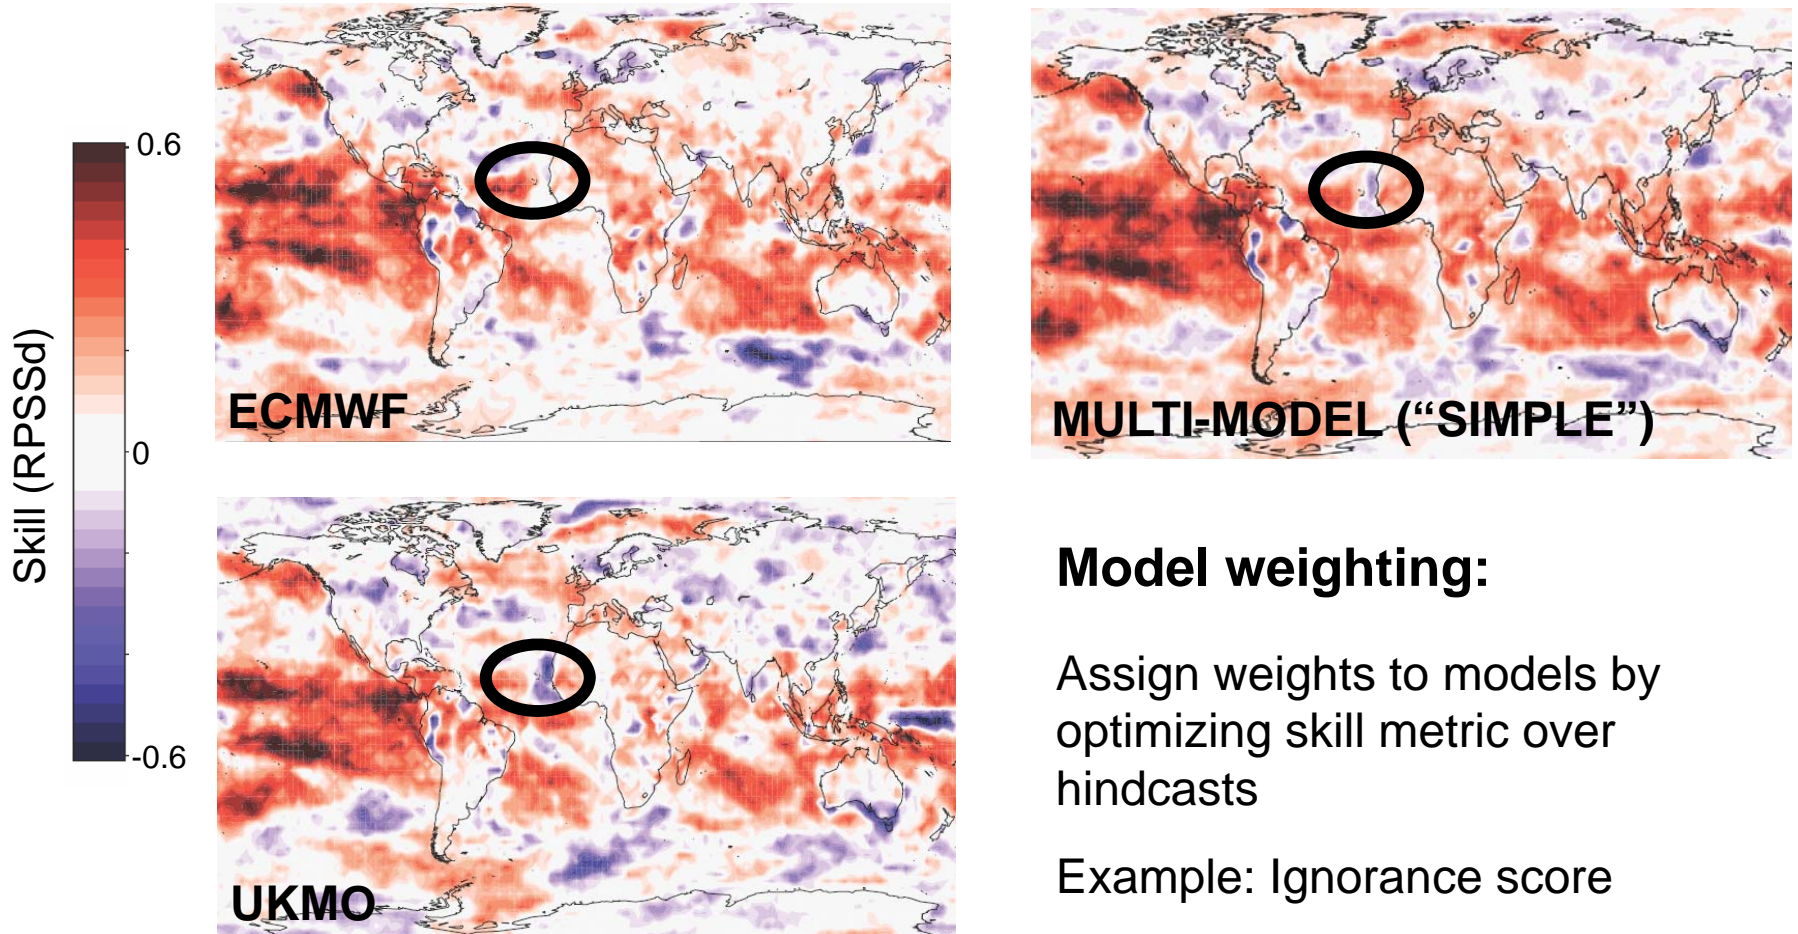 Skill (RPSSd)
0.6
0
-0.6
ECMWF
MULTI-MODEL (“SIMPLE”)
UKMO
Model weighting:
Assign weights to models by
optimizing skill metric over
hindcasts
Example: Ignorance score